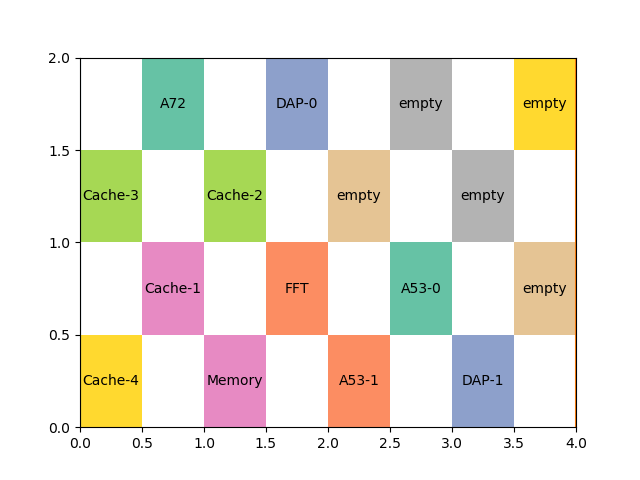 2.0
A72
DAP-0
empty
empty
1.5
Cache-3
Cache-2
empty
empty
1.0
Cache-1
FFT
A53-0
empty
0.5
Cache-4
Memory
A53-1
DAP-1
0.0
0.0 0.5 1.0 1.5 2.0 2.5 3.0 3.5 4.0